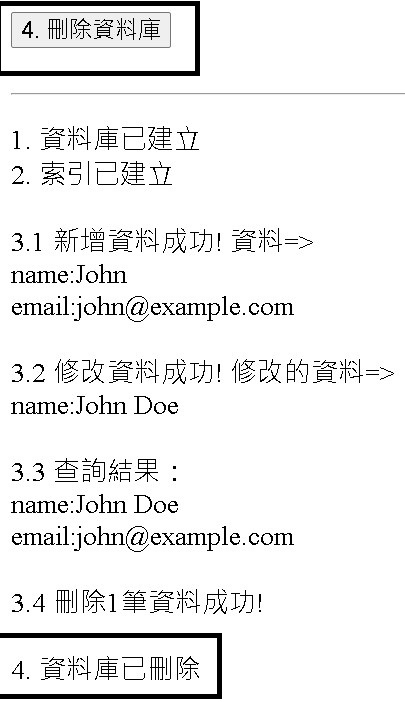 4. 刪除資料庫
1. 資料庫已建立
2. 索引已建立
3.1 新增資料成功! 資料=>
name:John
email:john@example.com
3.2 修改資料成功! 修改的資料=>
name:John Doe
3.3 查詢結果：
name:John Doe
email:john@example.com
3.4 刪除1筆資料成功!
4. 資料庫已刪除